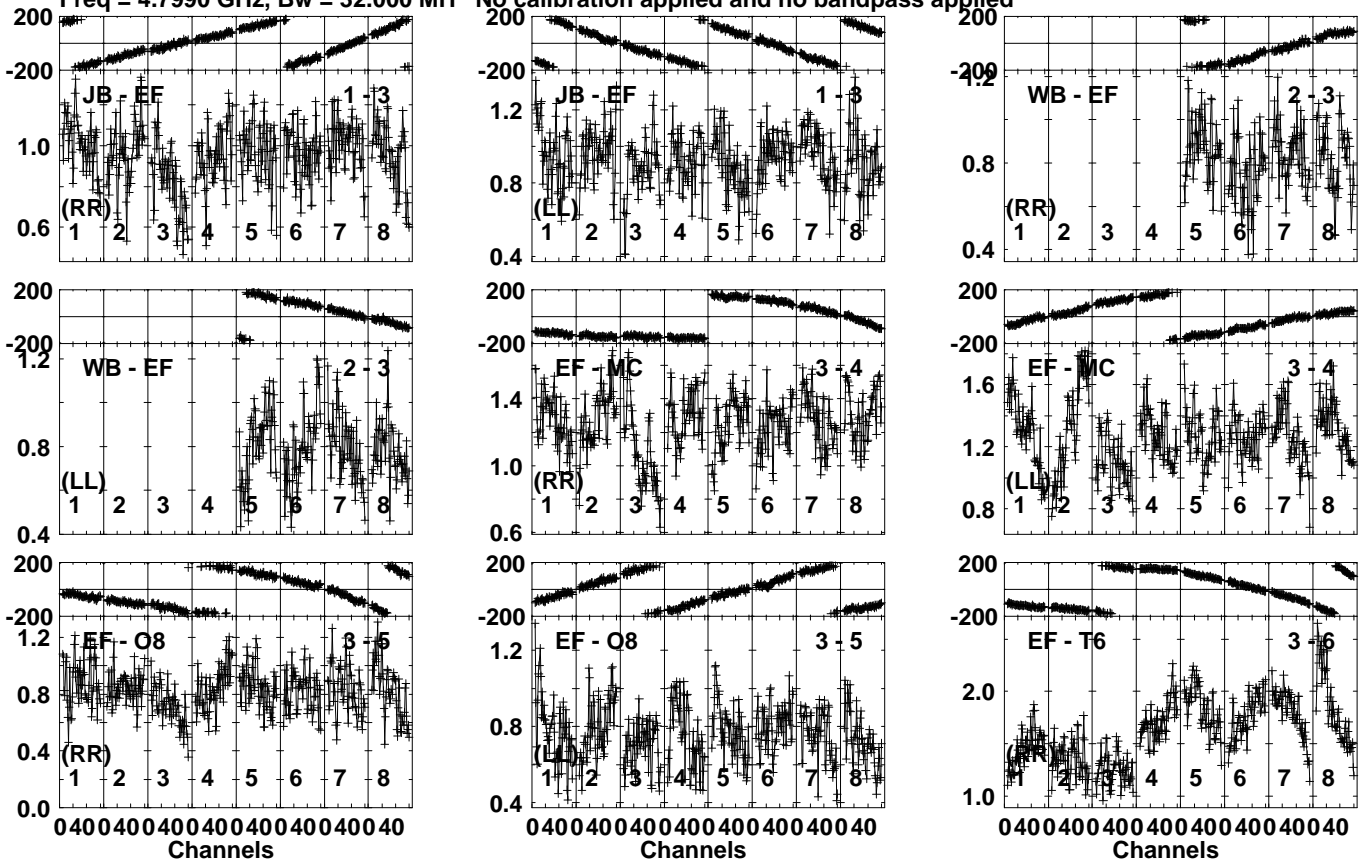 Freq = 4.7990 GHz, Bw = 32.000 MH No calibration applied and no bandpass applied
200 200 200
-200 -200 -200
JB - EF 1 - 3 JB - EF 1 - 3 WB - EF 2 - 3
1.2 1.2
1.0 1.0
0.8 0.8
0.6 0.4 0.4
(RR) (LL) (RR)
1 2 3 4 5 6 7 8 1 2 3 4 5 6 7 8 1 2 3 4 5 6 7 8
200 200 200
-200 -200 -200
WB - EF 2 - 3 EF - MC 3 - 4 EF - MC 3 - 4
1.2 1.4 1.6
0.8 1.0 1.2
0.4 0.6 0.8
(LL) (RR) (LL)
1 2 3 4 5 6 7 8 1 2 3 4 5 6 7 8 1 2 3 4 5 6 7 8
200 200 200
-200 -200 -200
EF - O8 3 - 5 EF - O8 3 - 5 EF - T6 3 - 6
1.2 1.2 2.0
0.8 0.8 1.0
0.4 0.4
0.0
(RR) (LL) (RR)
1 2 3 4 5 6 7 8 1 2 3 4 5 6 7 8 1 2 3 4 5 6 7 8
0 40 0 40 0 40 0 40 0 40 0 40 0 40 0 40 0 40 0 40 0 40 0 40 0 40 0 40 0 40 0 40 0 40 0 40 0 40 0 40 0 40 0 40 0 40 0 40
Channels Channels Channels